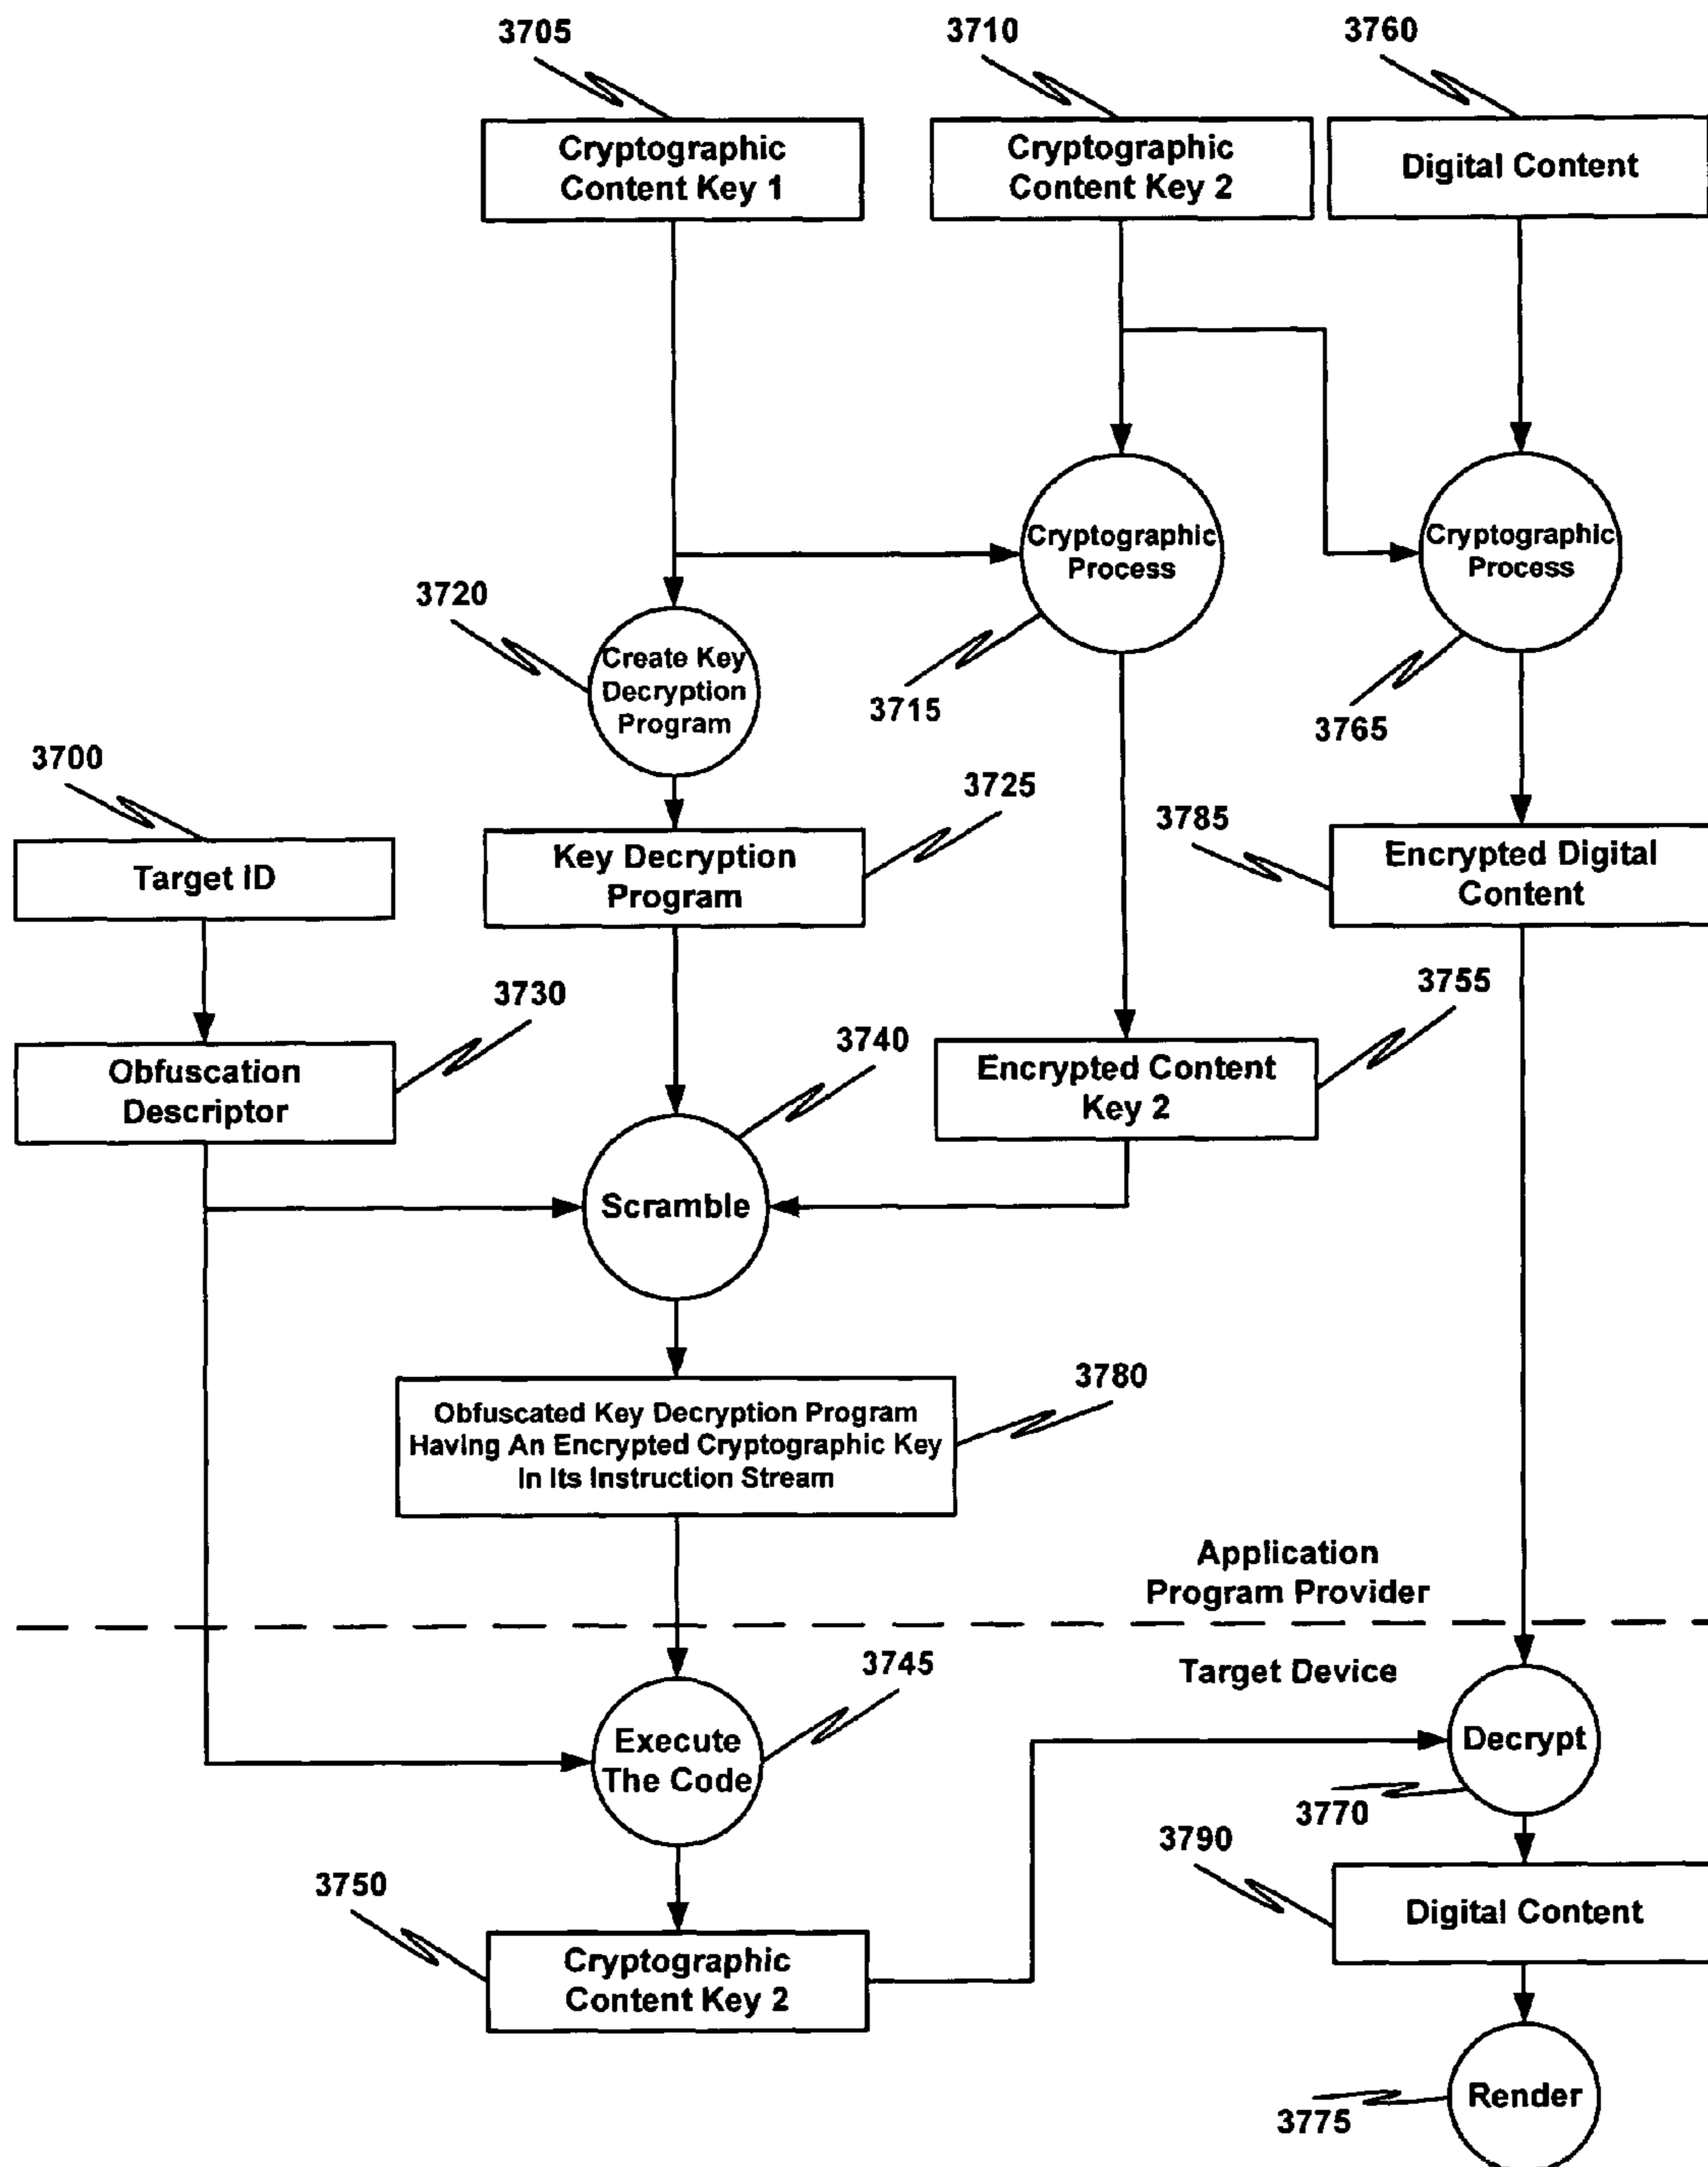 3705
3710
3760
Cryptographic
Content Key 1
Cryptographic
Content Key 2
Digital Content
Cryptographic
Process
Cryptographic
Process
3720
Create Key
Decryption
Program
3715
3765
3700
3725
3785
Target ID
Key Decryption
Program
Encrypted Digital
Content
3730
3755
3740
Obfuscation
Descriptor
Encrypted Content
Key 2
Scramble
3780
Obfuscated Key Decryption Program
Having An Encrypted Cryptographic Key
In Its Instruction Stream
Application
Program Provider
3745
Target Device
Execute
The Code
Decrypt
3770
3790
3750
Digital Content
Cryptographic
Content Key 2
Render
3775